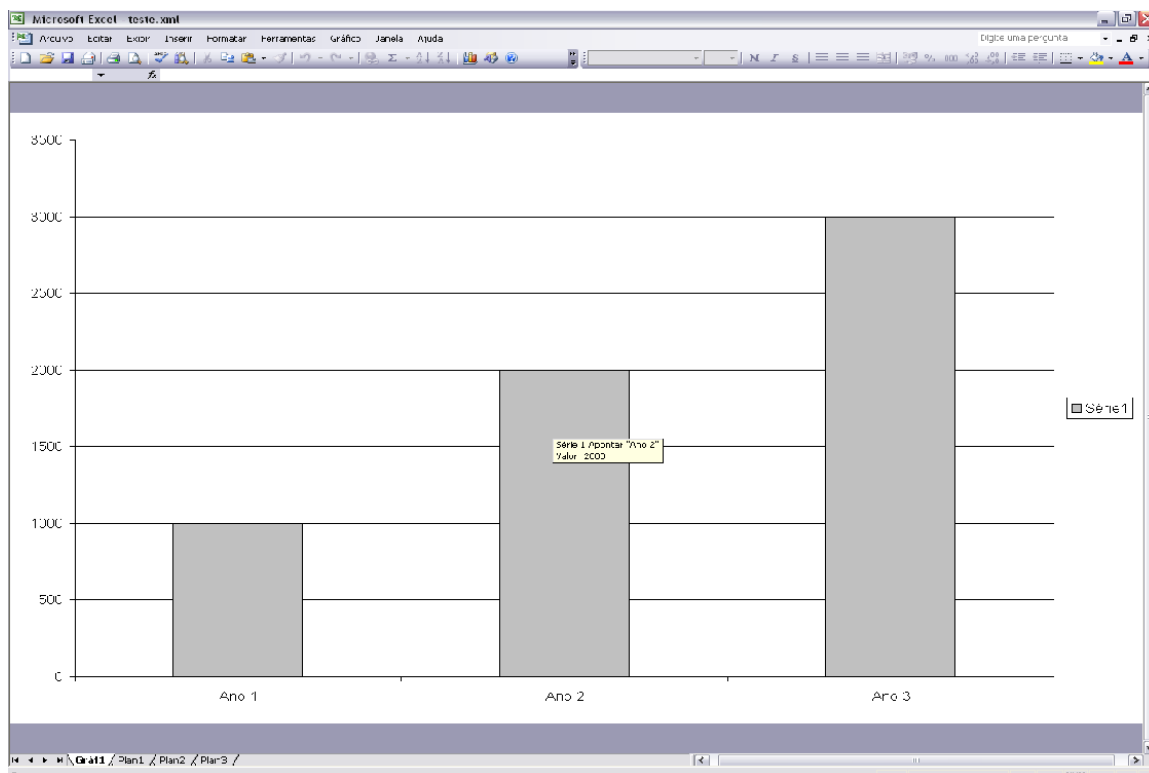 Microsoft Excel - teste.xml
Arquivo Editar Exibir Inserir Formatar Ferramentas Gráfico Janela Ajuda
Digite uma pergunta
N I S
3500
3000
2500
2000
1500
1000
500
0
Série1
Série 1 Apontar "Ano 2"
Valor: 2000
Ano 1 Ano 2 Ano 3
Gráf1 Plan1 Plan2 Plan3